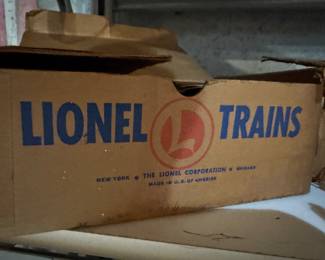 LIONEL L TRAINS
NEW YORK ★ THE LIONEL CORPORATION ★ CHICAGO
MADE IN U.S. OF AMERICA